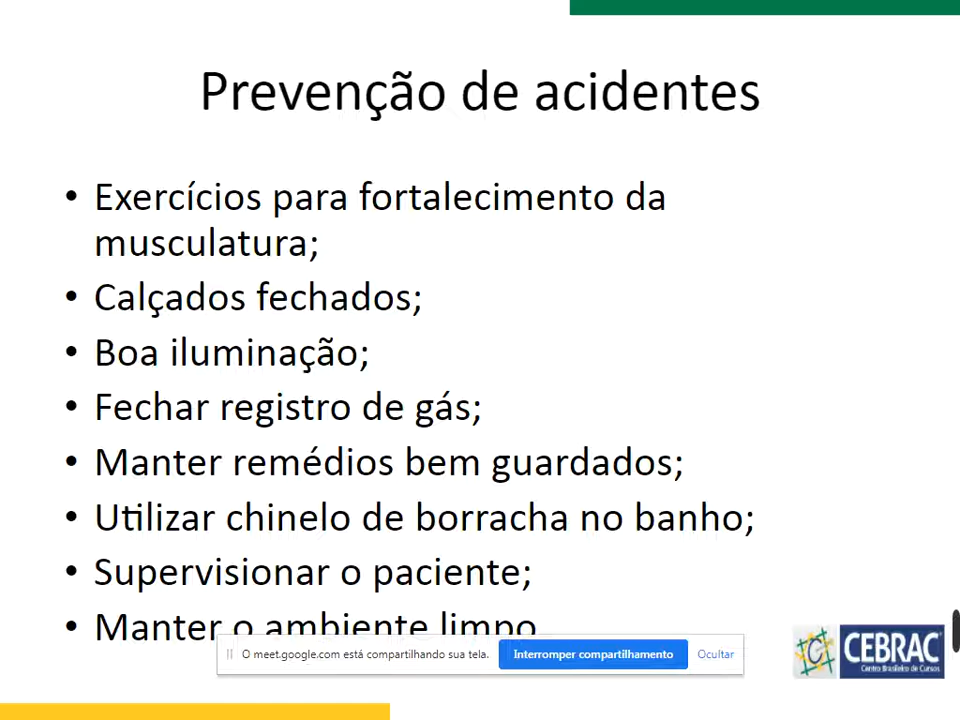 Prevenção de acidentes
• Exercícios para fortalecimento da
musculatura;
• Calçados fechados;
• Boa iluminação;
• Fechar registro de gás;
• Manter remédios bem guardados;
• Utilizar chinelo de borracha no banho;
• Supervisionar o paciente;
• Manter o ambiente limpo
O meet.google.com está compartilhando sua tela. Interromper compartilhamento Ocultar
CEBRAC
Centro Brasileiro de Cursos